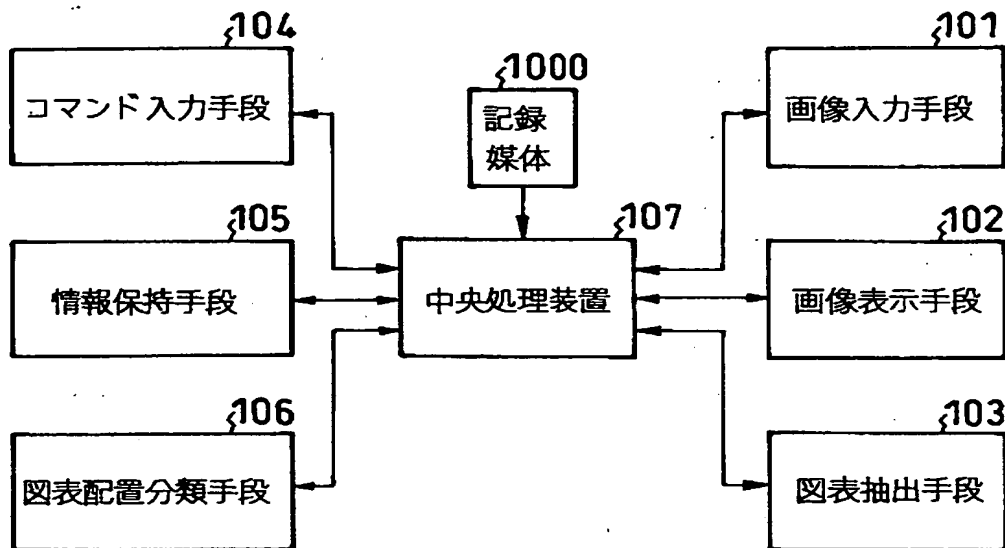 104
コマンド入力手段
101
画像入力手段
1000
記録
媒体
105
情報保持手段
107
中央処理装置
102
画像表示手段
106
図表配置分類手段
103
図表抽出手段